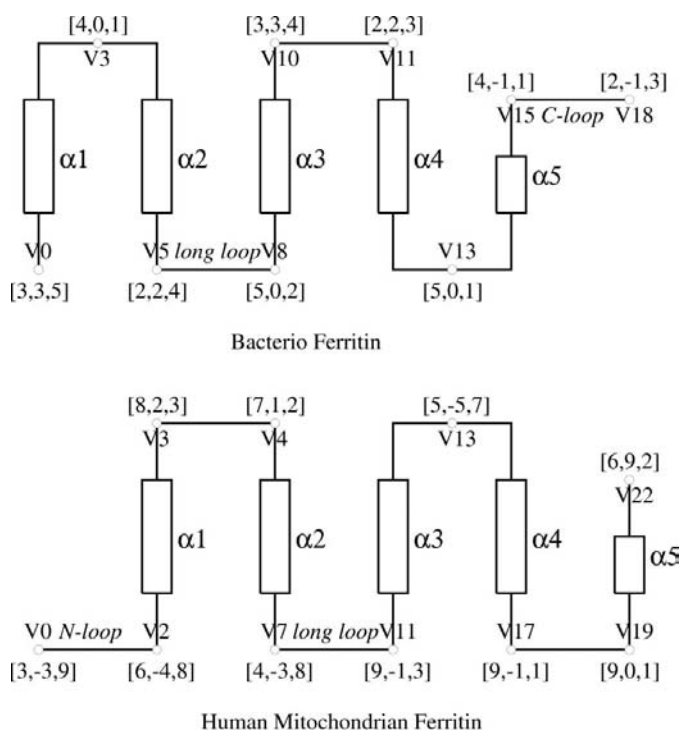 [4,0,1] [3,3,4] [2,2,3]
V3 V10 V11
[4,-1,1] [2,-1,3]
V15 C-loop V18
α1 α2 α3 α4 α5
V0 V5 long loop V8 V13
[3,3,5] [2,2,4] [5,0,2] [5,0,1]
Bacterio Ferritin
[8,2,3] [7,1,2] [5,-5,7]
V3 V4 V13
[6,9,2]
V22
α1 α2 α3 α4 α5
V0 N-loop V2 V7 long loop V11 V17 V19
[3,-3,9] [6,-4,8] [4,-3,8] [9,-1,3] [9,-1,1] [9,0,1]
Human Mitochondrian Ferritin